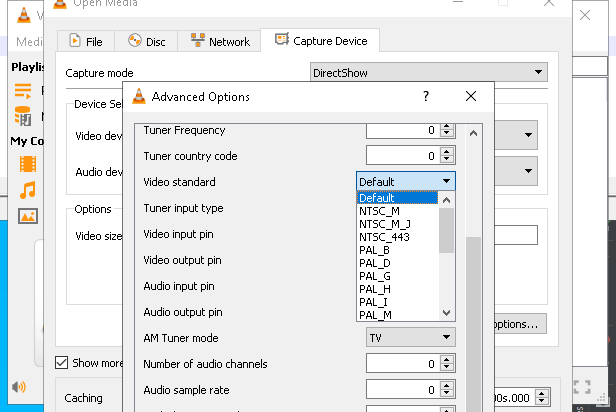 Open Media
V
Medi
File
Disc
Network
Capture Device
Playlis
Capture mode
DirectShow
Advanced Options
?
Device Sel
Tuner Frequency
0
Video dev
Tuner country code
0
My Co
Audio dev
Video standard
Default
Default
NTSC_M
NTSC_M_J
NTSC_443
PAL_B
PAL_D
PAL_G
PAL_H
PAL_I
PAL_M
Options
Tuner input type
Video size
Video input pin
Video output pin
Audio input pin
Audio output pin
options...
AM Tuner mode
TV
Show more
Number of audio channels
0
Audio sample rate
0
Caching
00s.000